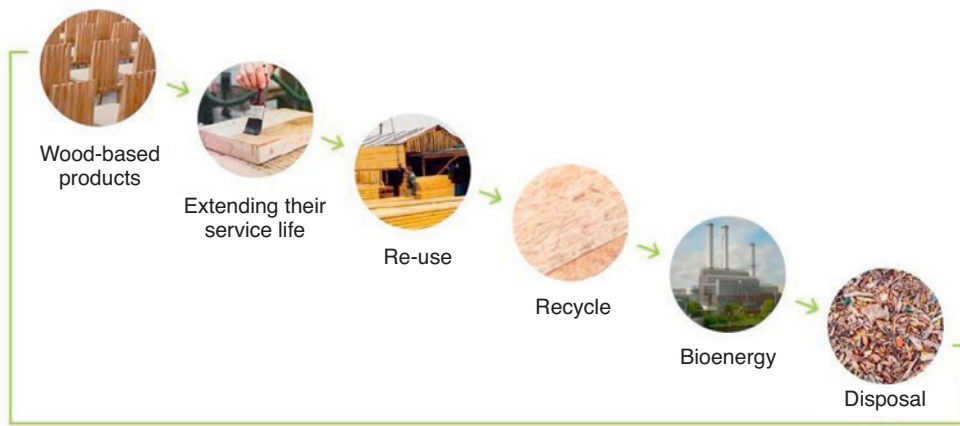 Wood-based
products
Extending their
service life
Re-use
Recycle
Bioenergy
Disposal